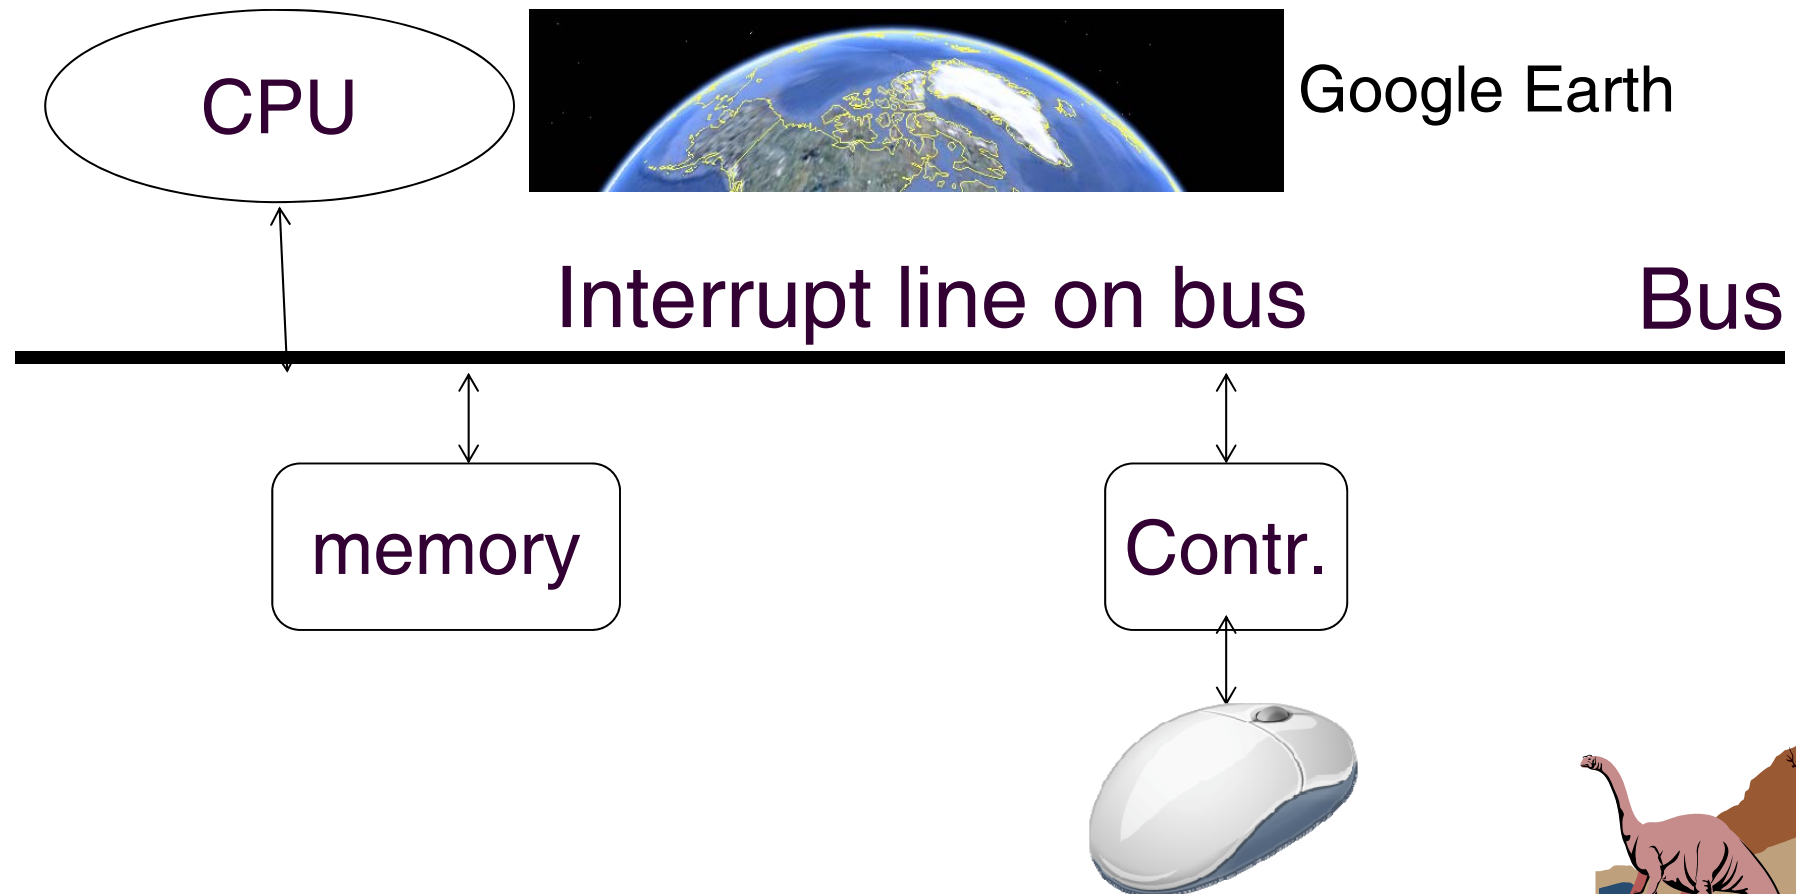 CPU
Google Earth
Interrupt line on bus
Bus
memory
Contr.